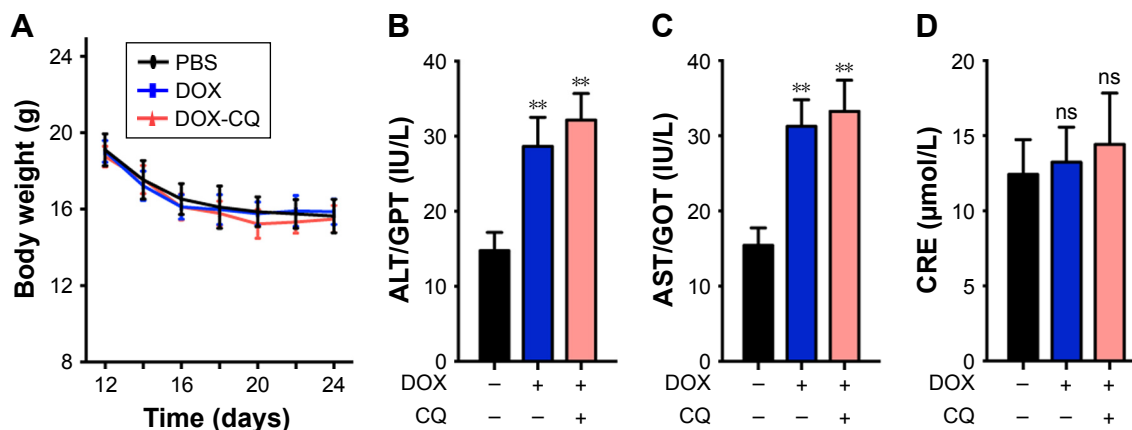 A
Body weight (g)
24
20
16
12
8
PBS
DOX
DOX-CQ
12
16
20
24
Time (days)
B
ALT/GPT (IU/L)
40
30
20
10
0
**
**
DOX – + +
CQ – – +
C
AST/GOT (IU/L)
40
30
20
10
0
**
**
DOX – + +
CQ – – +
D
CRE (µmol/L)
20
15
10
5
0
ns
ns
DOX – + +
CQ – – +